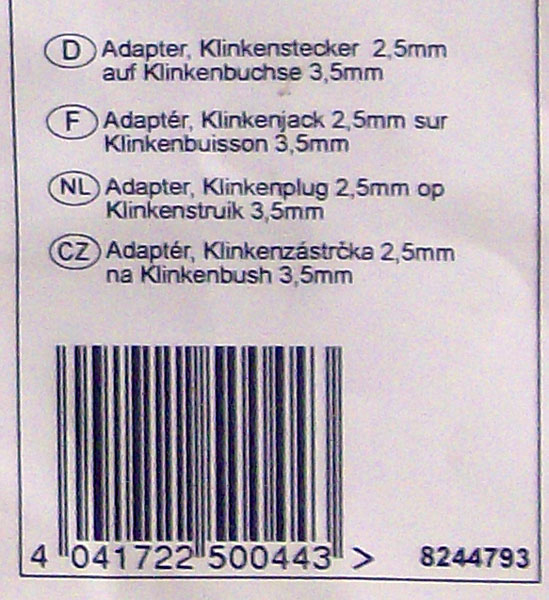 D Adapter, Klinkenstecker 2,5mm
auf Klinkenbuchse 3,5mm
F Adaptér, Klinkenjack 2,5mm sur
Klinkenbuisson 3,5mm
NL Adapter, Klinkenplug 2,5mm op
Klinkenstruik 3,5mm
CZ Adaptér, Klinkenzástrčka 2,5mm
na Klinkenbush 3,5mm
4 041722 500443 > 8244793